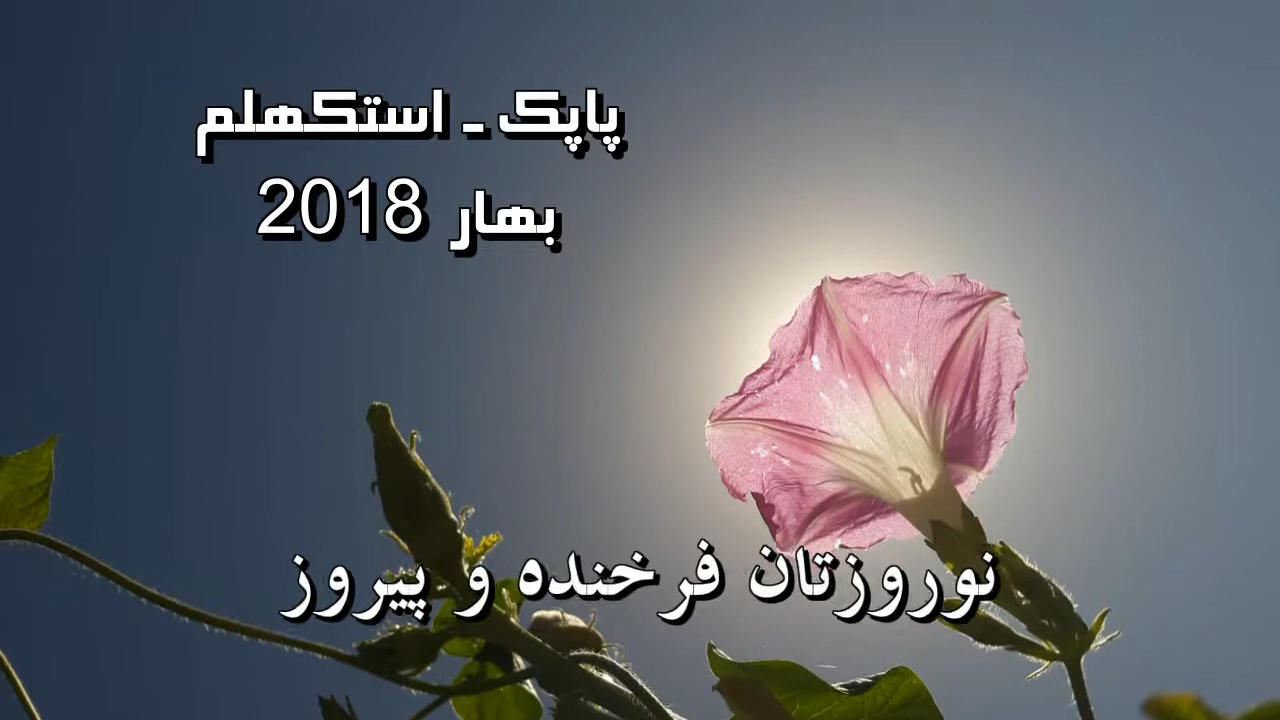 پاپک ـ استکهلم
بهار 2018
نوروزتان فرخنده و پیروز